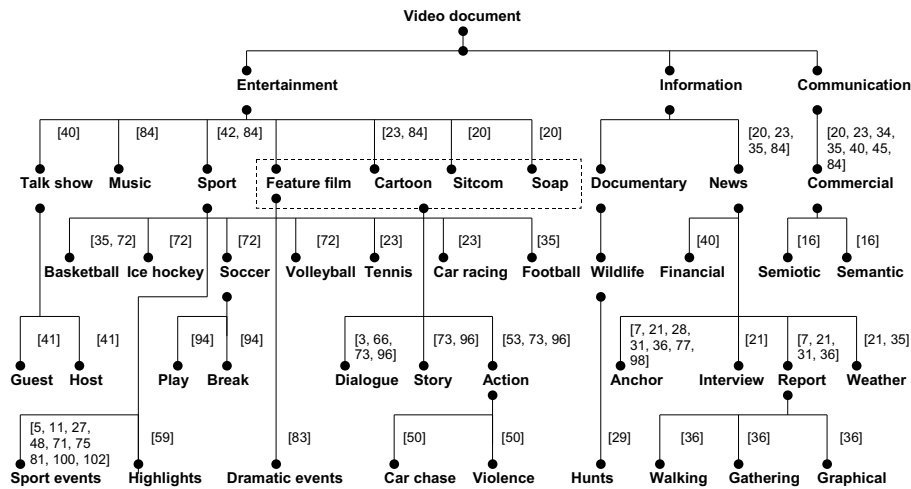 Video document
Entertainment Information Communication
[40] [84] [42, 84] [23, 84] [20] [20] [20, 23, 35, 84] [20, 23, 34, 35, 40, 45, 84]
Talk show Music Sport Feature film Cartoon Sitcom Soap Documentary News Commercial
[35, 72] [72] [72] [72] [23] [23] [35] [40] [16] [16]
Basketball Ice hockey Soccer Volleyball Tennis Car racing Football Wildlife Financial Semiotic Semantic
[41] [41] [94] [94] [3, 66, 73, 96] [73, 96] [53, 73, 96] [7, 21, 28, 31, 36, 77, 98] [21] [7, 21, 31, 36] [21, 35]
Guest Host Play Break Dialogue Story Action Anchor Interview Report Weather
[5, 11, 27, 48, 71, 75 81, 100, 102] [59] [83] [50] [50] [29] [36] [36] [36]
Sport events Highlights Dramatic events Car chase Violence Hunts Walking Gathering Graphical